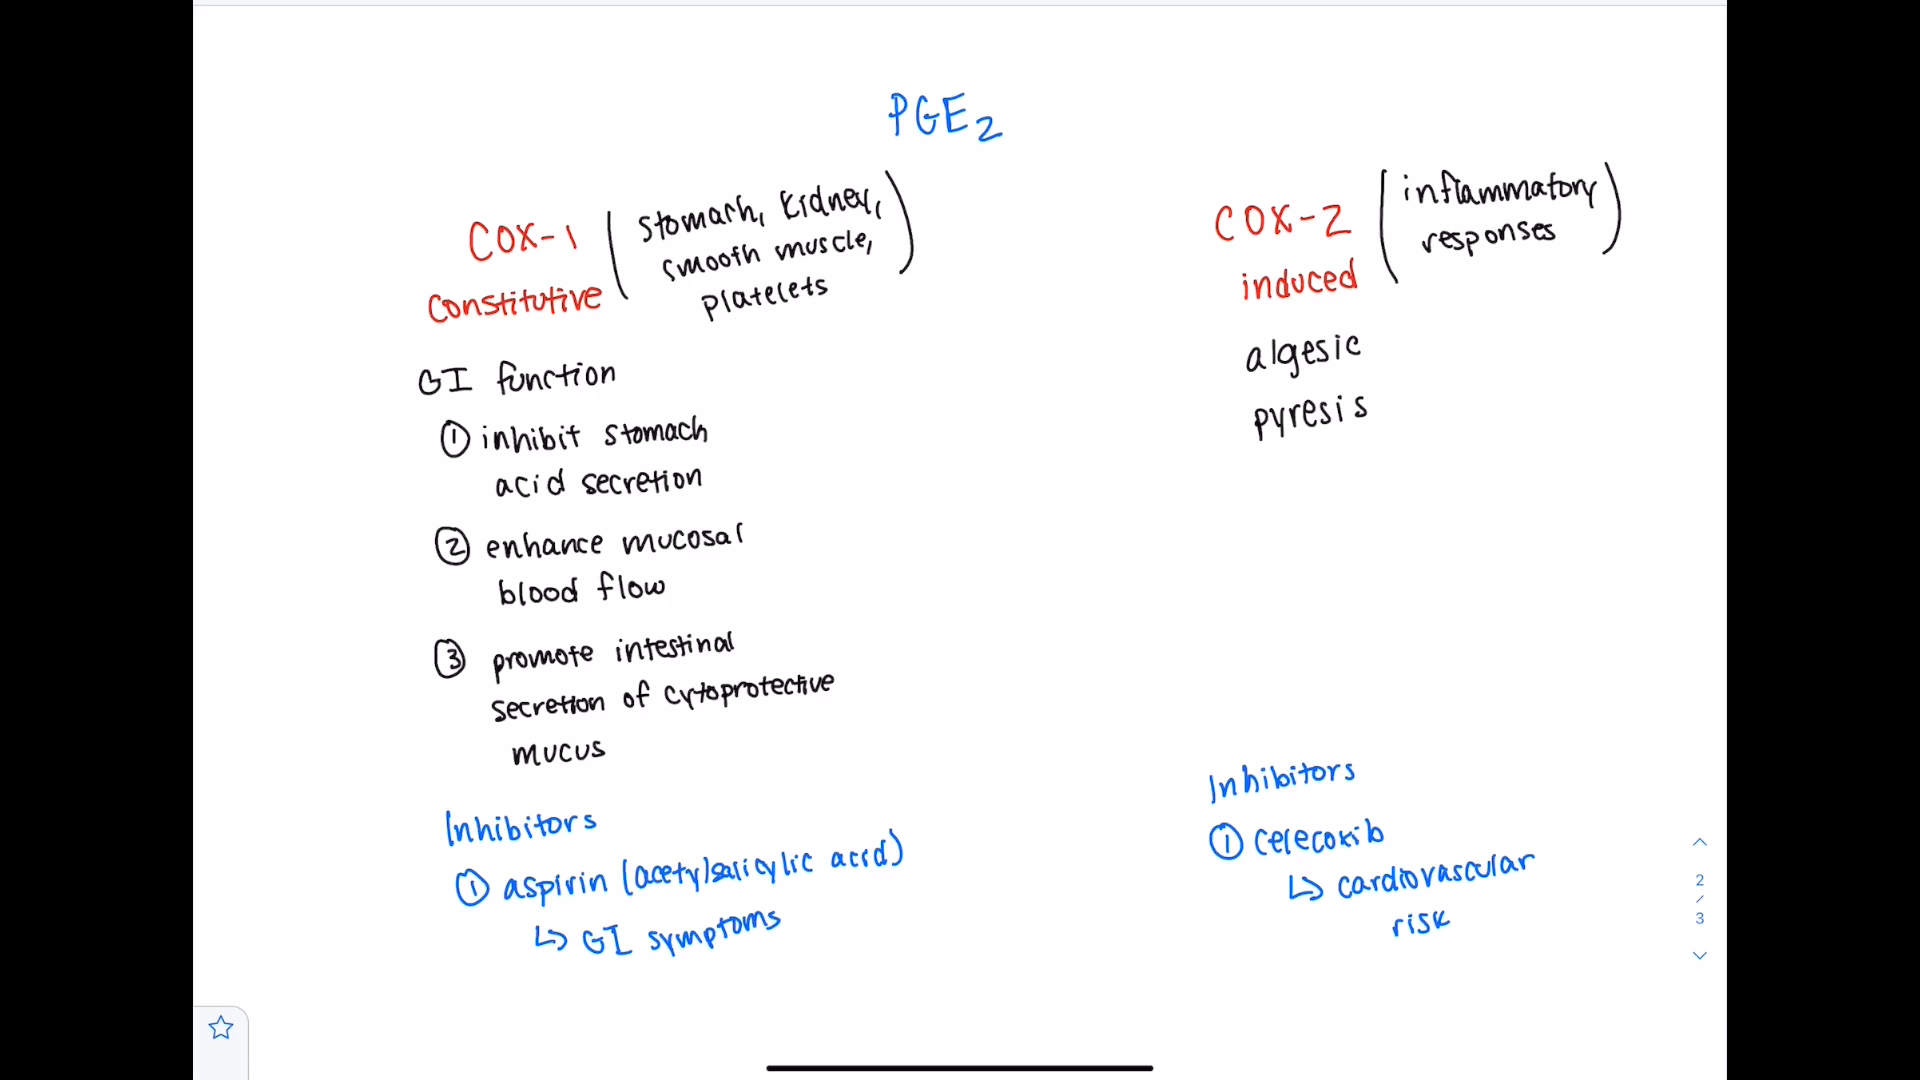 PGE2
COX-1 (stomach, kidney,
smooth muscle,
platelets)
constitutive
GI function
① inhibit stomach
acid secretion
② enhance mucosal
blood flow
③ promote intestinal
secretion of cytoprotective
mucus
Inhibitors
① aspirin (acetylsalicylic acid)
↳ GI symptoms
COX-2 (inflammatory
responses)
induced
algesic
pyresis
Inhibitors
① celecoxib
↳ cardiovascular
risk
2
/
3